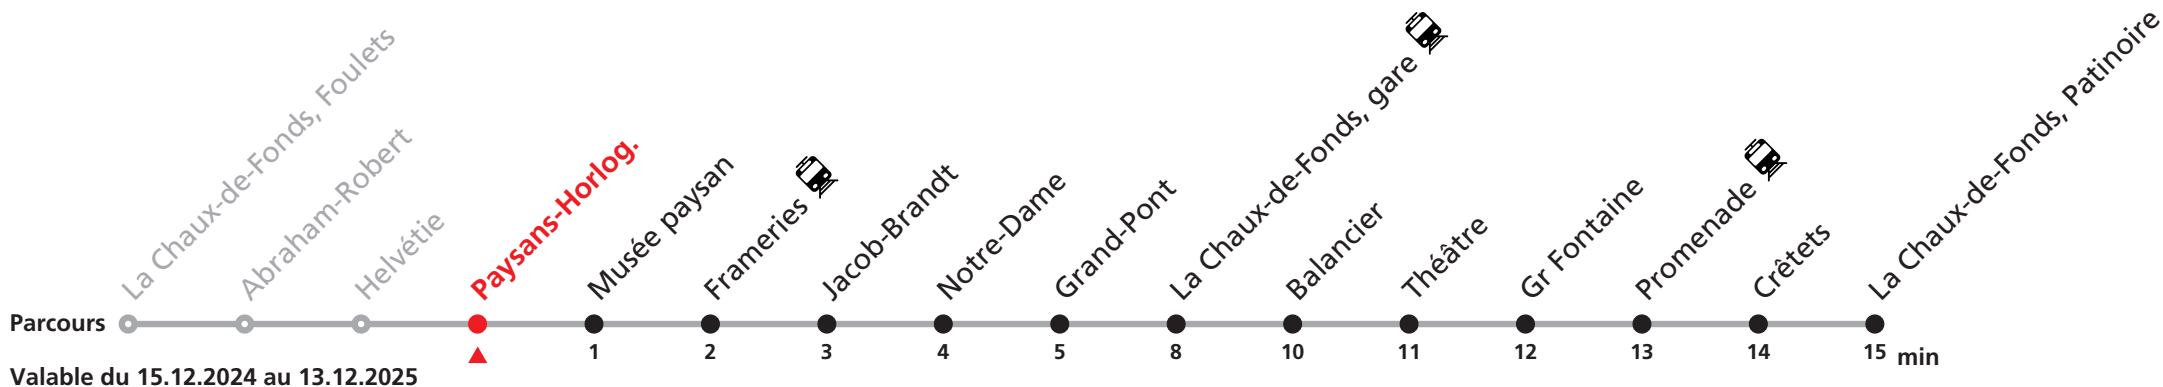 La Chaux-de-Fonds, Foulets
Abraham-Robert
Helvétie
Paysans-Horlog.
Musée paysan
Frameries
Jacob-Brandt
Notre-Dame
Grand-Pont
La Chaux-de-Fonds, gare
Balancier
Théâtre
Gr Fontaine
Promenade
Crêtets
La Chaux-de-Fonds, Patinoire
Parcours
1 2 3 4 5 8 10 11 12 13 14 15 min
Valable du 15.12.2024 au 13.12.2025